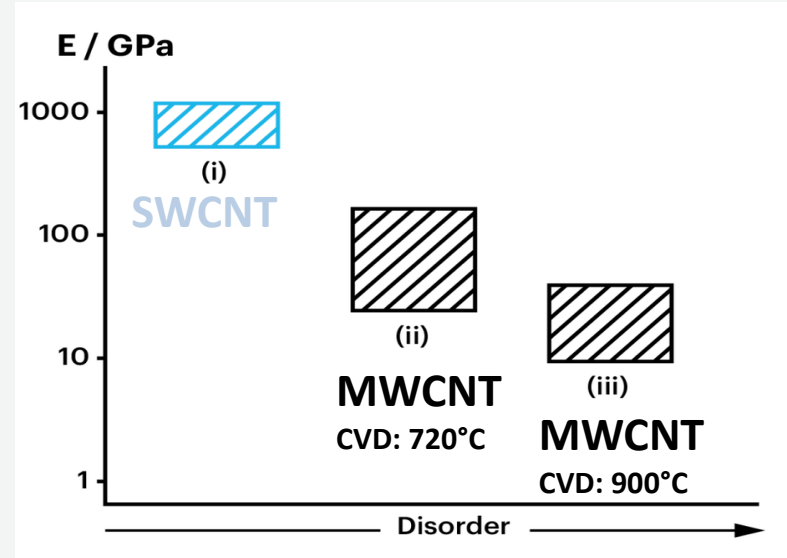 E / GPa
1000
(i)
SWCNT
100
(ii)
10
(iii)
MWCNT
CVD: 720°C
MWCNT
CVD: 900°C
1
Disorder